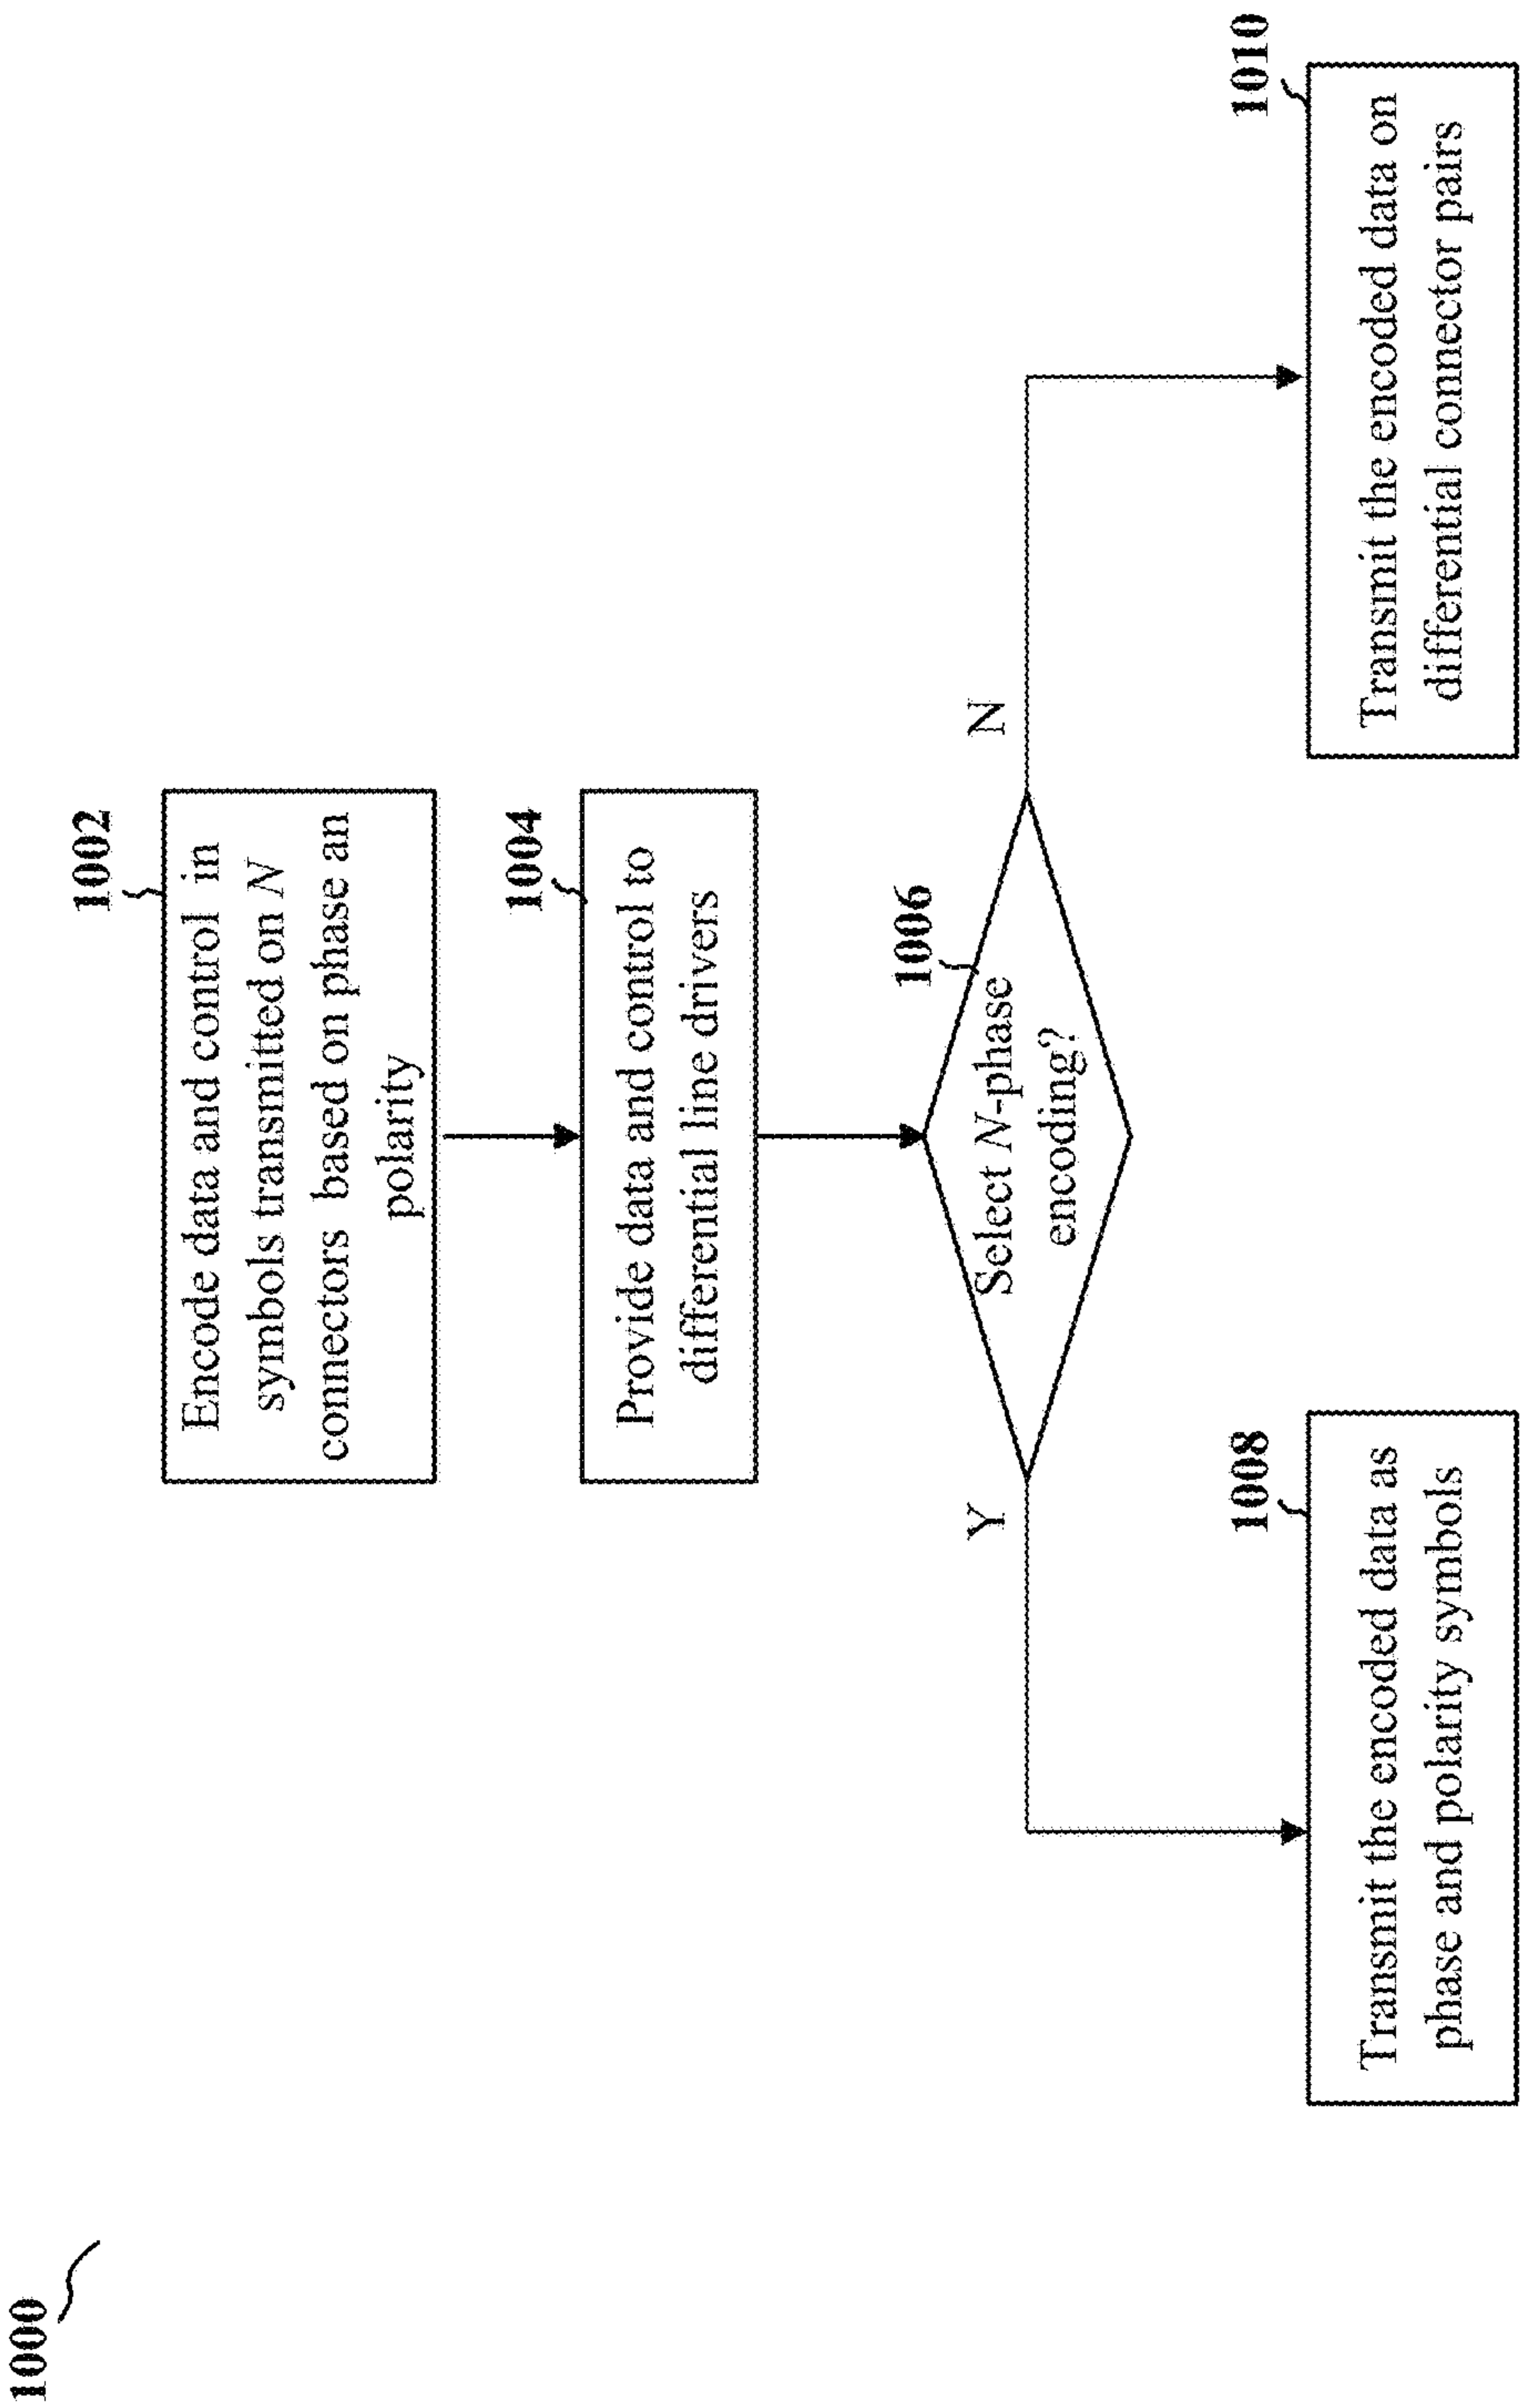 1000
1002
Encode data and control in
symbols transmitted on N
connectors based on phase an
polarity
1004
Provide data and control to
differential line drivers
1006
Select N-phase
encoding?
Y
N
1008
Transmit the encoded data as
phase and polarity symbols
1010
Transmit the encoded data on
differential connector pairs